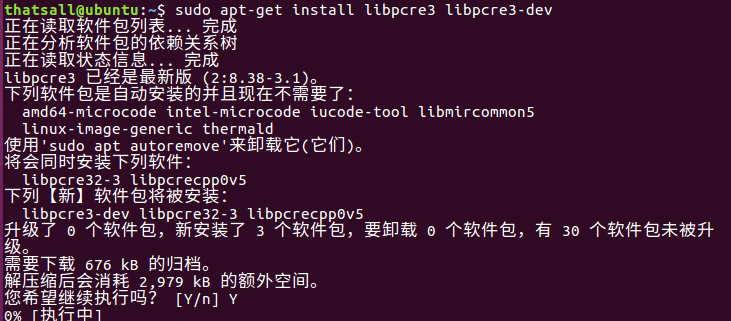 thatsall@ubuntu:~$ sudo apt-get install libpcre3 libpcre3-dev
正在读取软件包列表... 完成
正在分析软件包的依赖关系树
正在读取状态信息... 完成
libpcre3 已经是最新版 (2:8.38-3.1)。
下列软件包是自动安装的并且现在不需要了:
amd64-microcode intel-microcode iucode-tool libmircommon5
linux-image-generic thermald
使用'sudo apt autoremove'来卸载它(它们)。
将会同时安装下列软件:
libpcre32-3 libpcrecpp0v5
下列【新】软件包将被安装:
libpcre3-dev libpcre32-3 libpcrecpp0v5
升级了 0 个软件包,新安装了 3 个软件包,要卸载 0 个软件包,有 30 个软件包未被升
级。
需要下载 676 kB 的归档。
解压缩后会消耗 2,979 kB 的额外空间。
您希望继续执行吗? [Y/n] Y
0% [执行中]